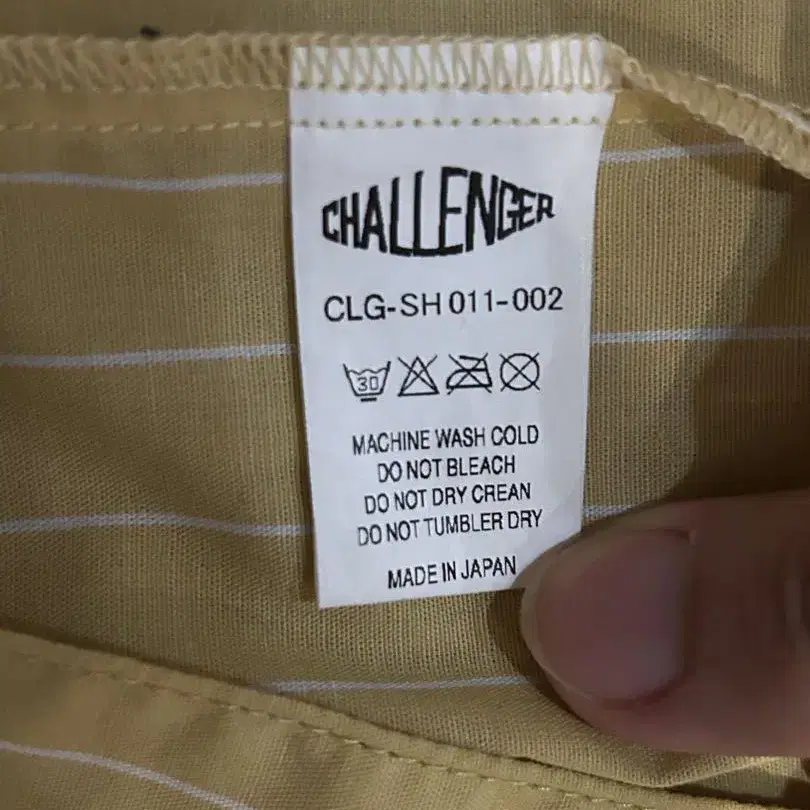 CHALLENGER
CLG-SH 011-002
30
MACHINE WASH COLD
DO NOT BLEACH
DO NOT DRY CREAN
DO NOT TUMBLER DRY
MADE IN JAPAN